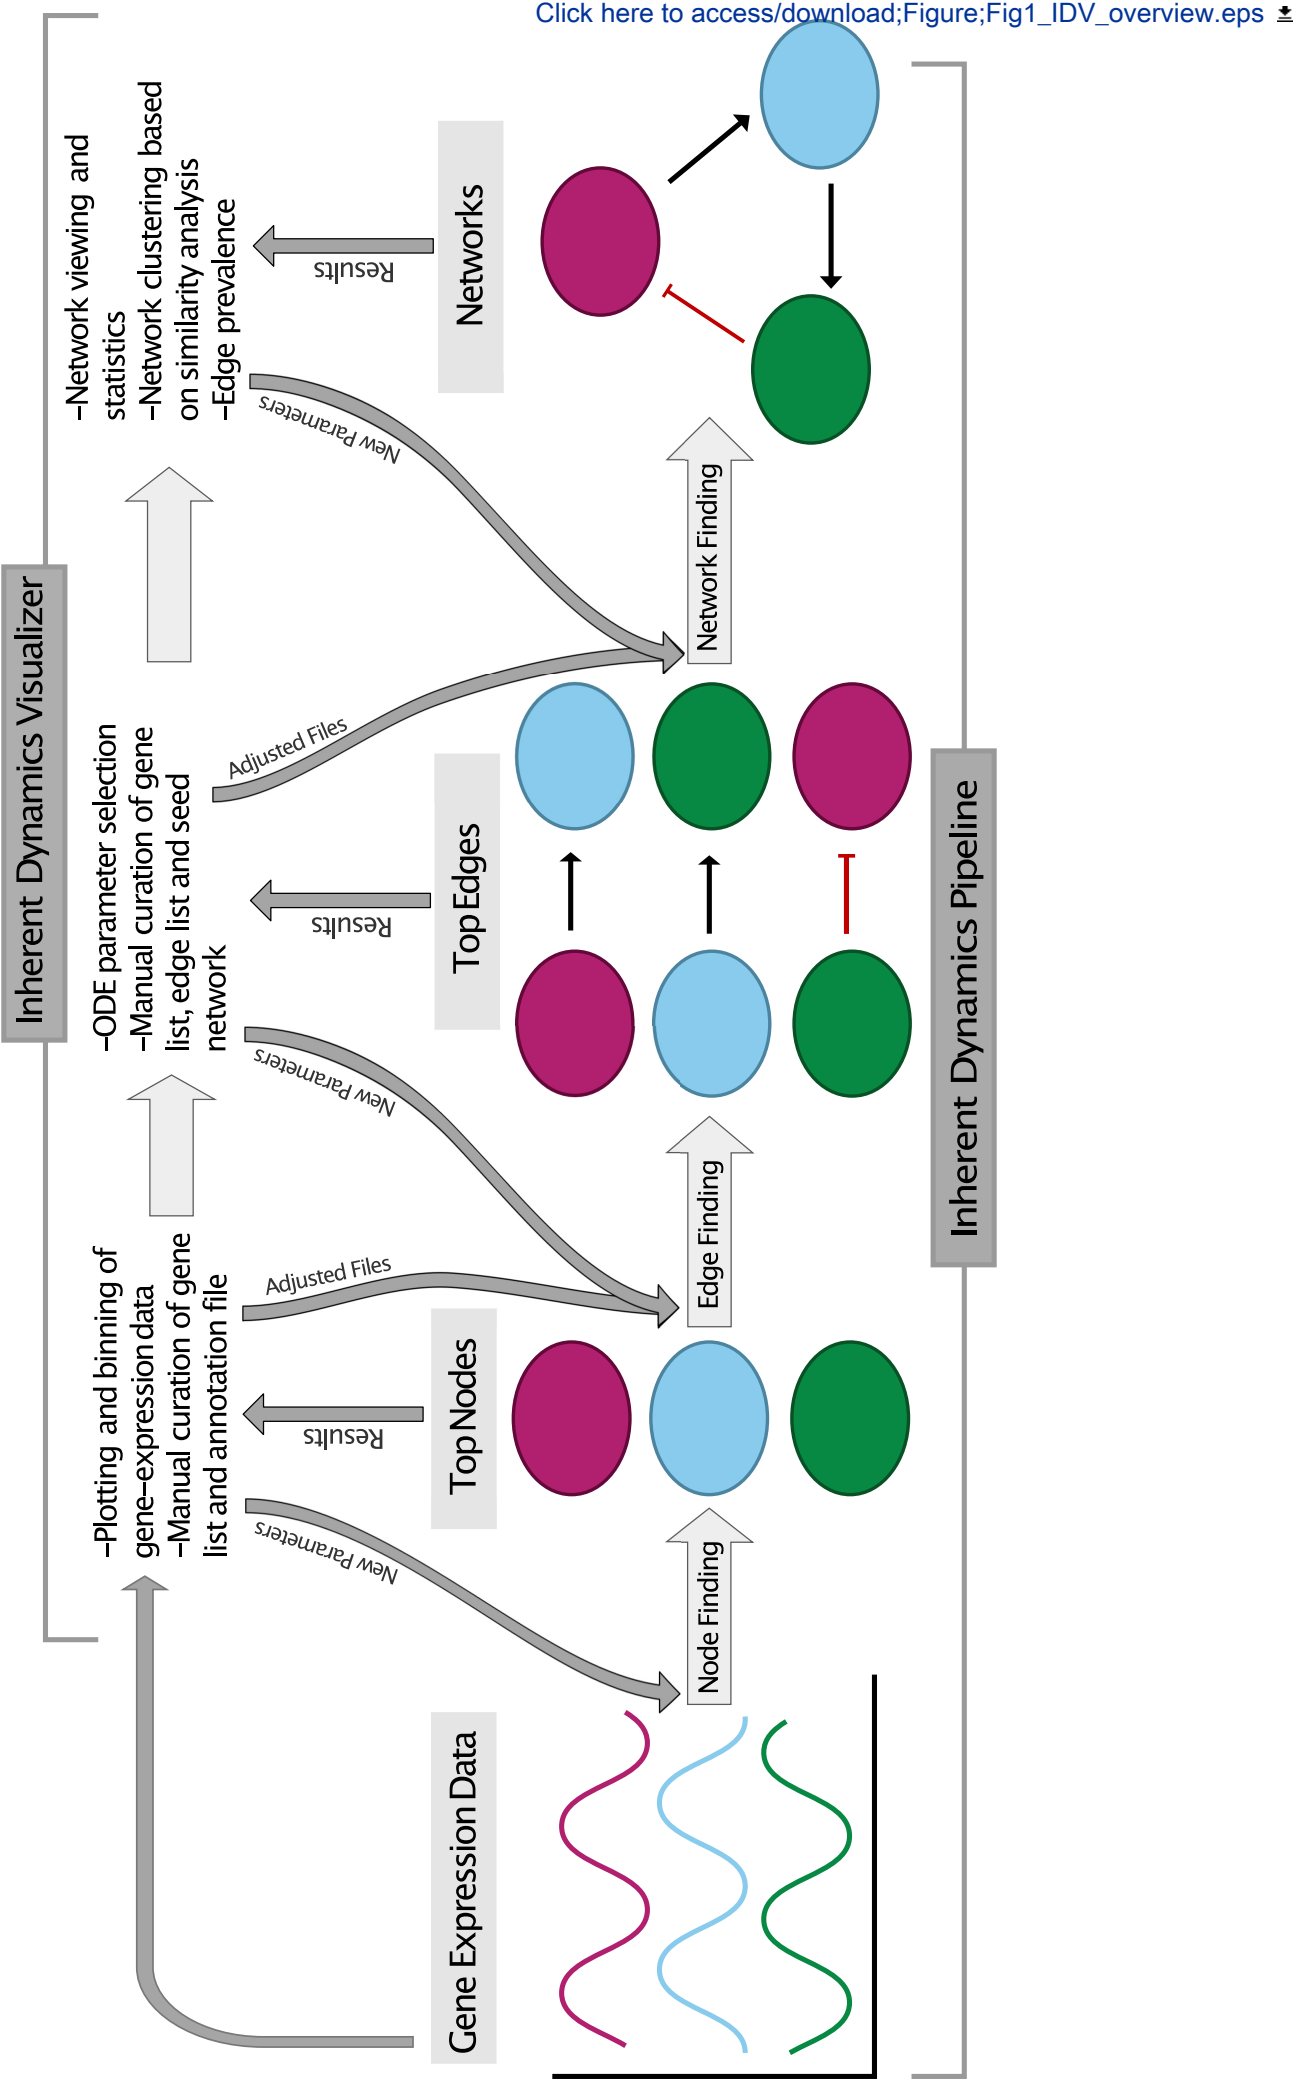 Click here to access/download;Figure;Fig1_IDV_overview.eps
Inherent Dynamics Visualizer
–Plotting and binning of
gene–expression data
–Manual curation of gene
list and annotation file
–ODE parameter selection
–Manual curation of gene
list, edge list and seed
network
–Network viewing and
statistics
–Network clustering based
on similarity analysis
–Edge prevalence
New Parameters
Results
Adjusted Files
New Parameters
Results
Adjusted Files
New Parameters
Results
Gene Expression Data
Top Nodes
Top Edges
Networks
Node Finding
Edge Finding
Network Finding
Inherent Dynamics Pipeline